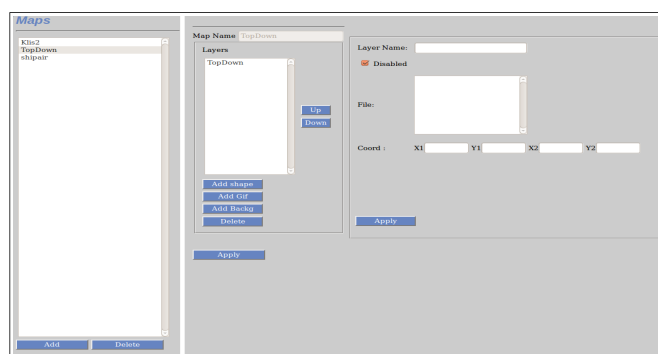 Maps
Klis2
TopDown
shipair
Add Delete
Map Name TopDown
Layers
TopDown
Up
Down
Add shape
Add Gif
Add Backg
Delete
Apply
Layer Name:
Disabled
File:
Coord : X1 Y1 X2 Y2
Apply